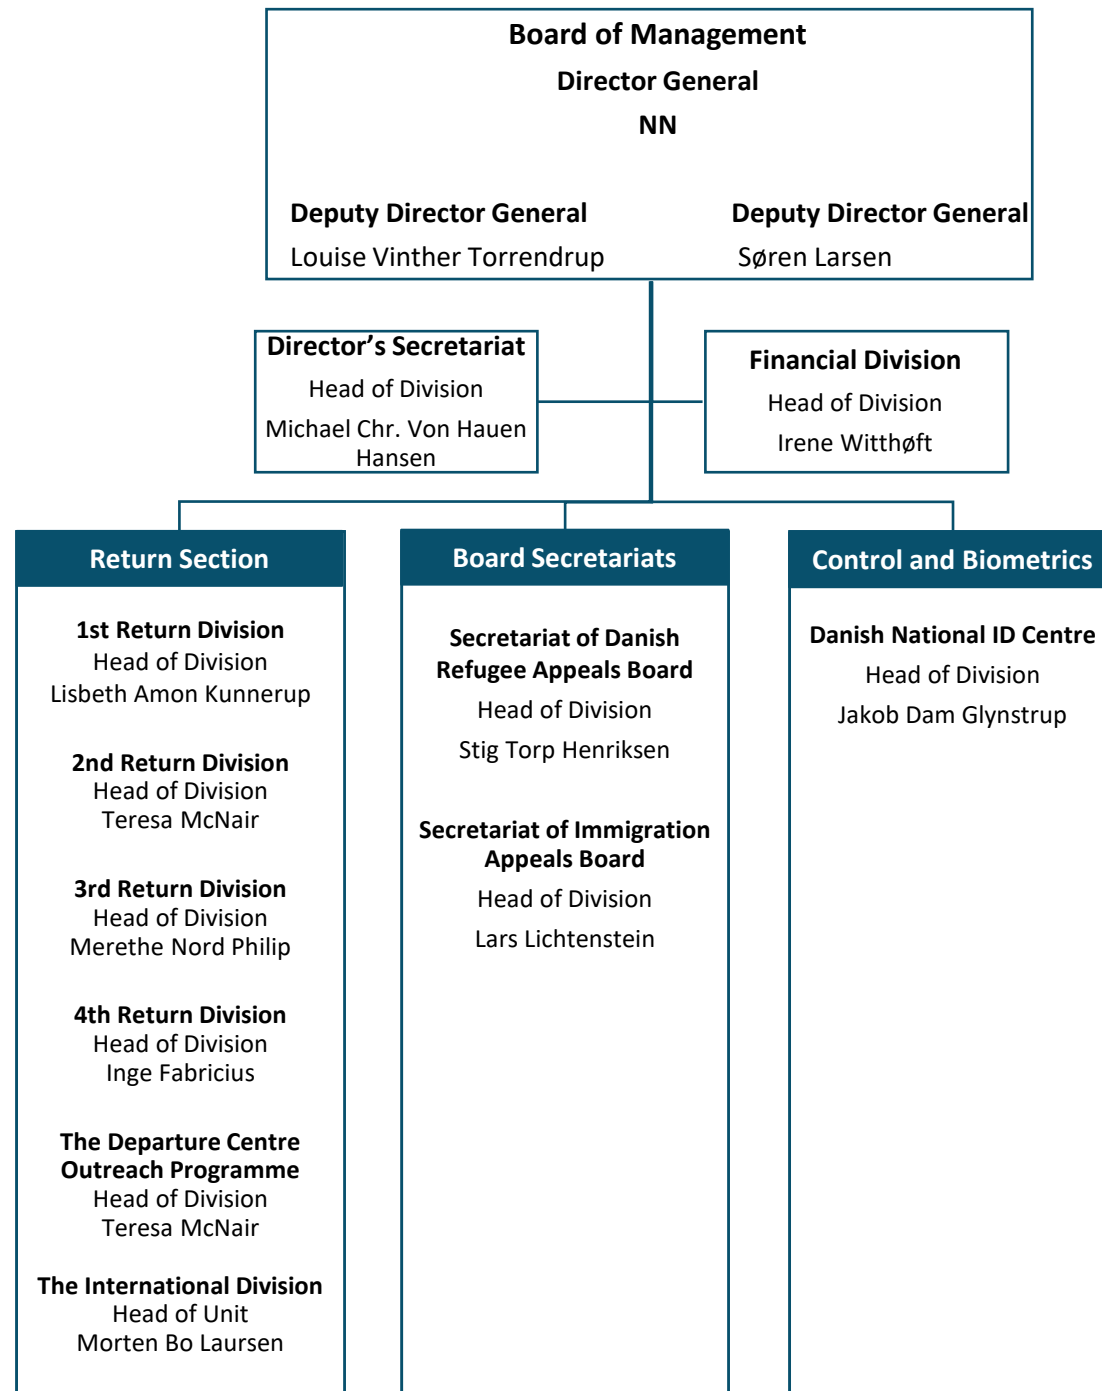 Board of Management
Director General
NN
Deputy Director General
Louise Vinther Torrendrup
Deputy Director General
Søren Larsen
Director’s Secretariat
Head of Division
Michael Chr. Von Hauen
Hansen
Financial Division
Head of Division
Irene Witthøft
Return Section
1st Return Division
Head of Division
Lisbeth Amon Kunnerup
2nd Return Division
Head of Division
Teresa McNair
3rd Return Division
Head of Division
Merethe Nord Philip
4th Return Division
Head of Division
Inge Fabricius
The Departure Centre
Outreach Programme
Head of Division
Teresa McNair
The International Division
Head of Unit
Morten Bo Laursen
Board Secretariats
Secretariat of Danish
Refugee Appeals Board
Head of Division
Stig Torp Henriksen
Secretariat of Immigration
Appeals Board
Head of Division
Lars Lichtenstein
Control and Biometrics
Danish National ID Centre
Head of Division
Jakob Dam Glynstrup